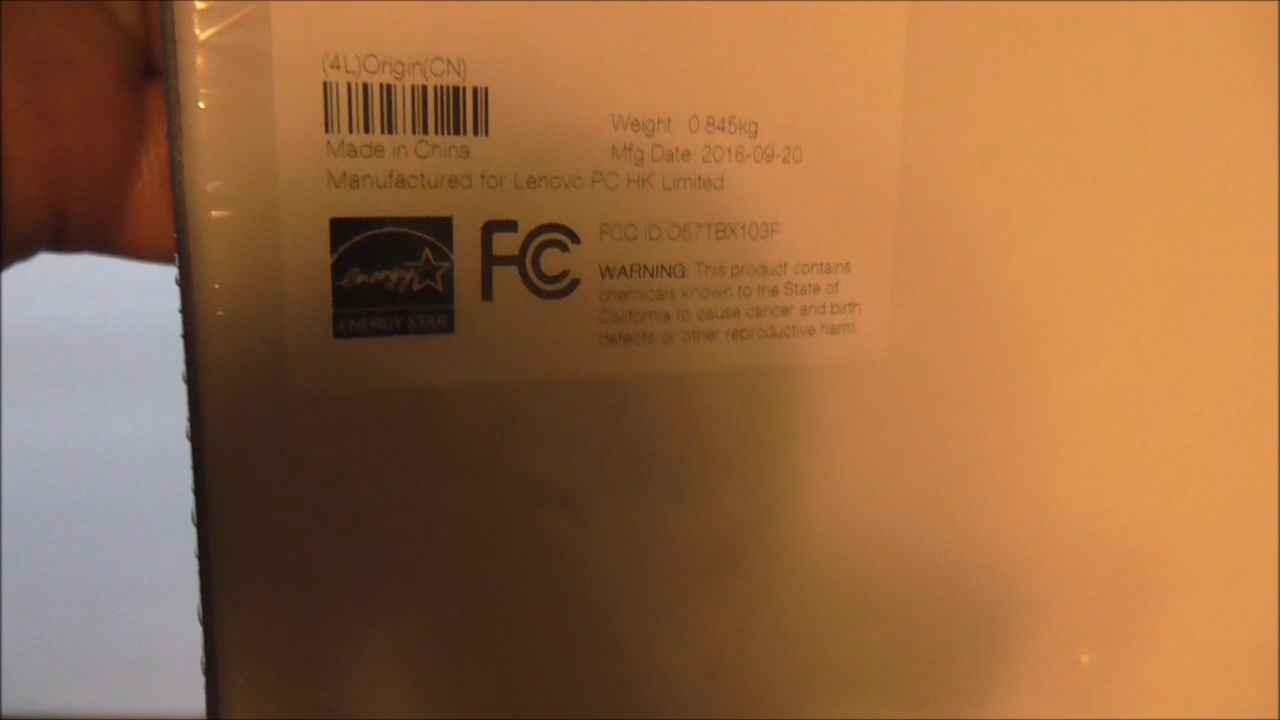 (4L)Origin(CN)
Made in China
Weight: 0.845kg
Mfg Date: 2016-09-20
Manufactured for Lenovo PC HK Limited
energy
ENERGY STAR
FC
FCC ID:O57TBX103F
WARNING: This product contains
chemicals known to the State of
California to cause cancer and birth
defects or other reproductive harm.